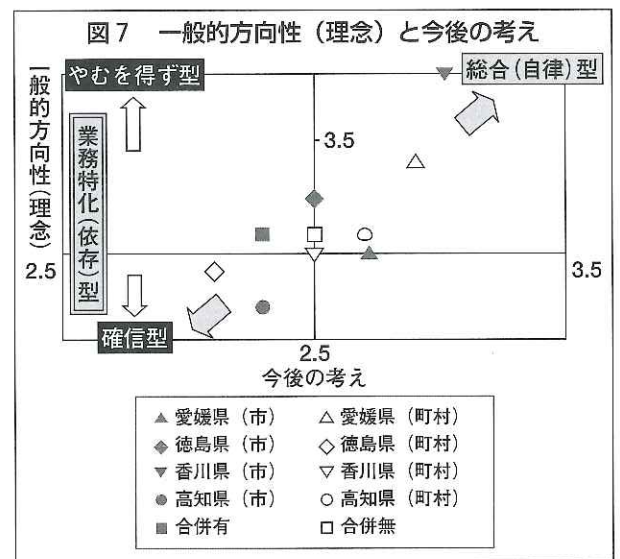 図7 一般的方向性（理念）と今後の考え
一般的方向性(理念)
やむを得ず型
総合(自律)型
業務特化(依存)型
3.5
2.5
3.5
確信型
2.5
今後の考え
▲ 愛媛県（市） △ 愛媛県（町村）
◆ 徳島県（市） ◇ 徳島県（町村）
▼ 香川県（市） ▽ 香川県（町村）
● 高知県（市） ○ 高知県（町村）
■ 合併有 □ 合併無